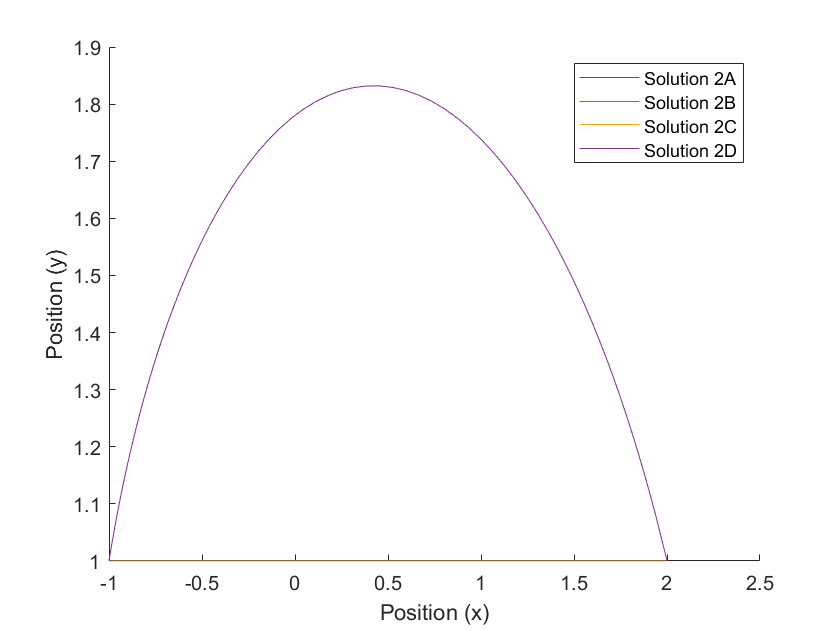 1.9
1.8
1.7
1.6
1.5
1.4
1.3
1.2
1.1
1
Position (y)
Solution 2A
Solution 2B
Solution 2C
Solution 2D
-1 -0.5 0 0.5 1 1.5 2 2.5
Position (x)